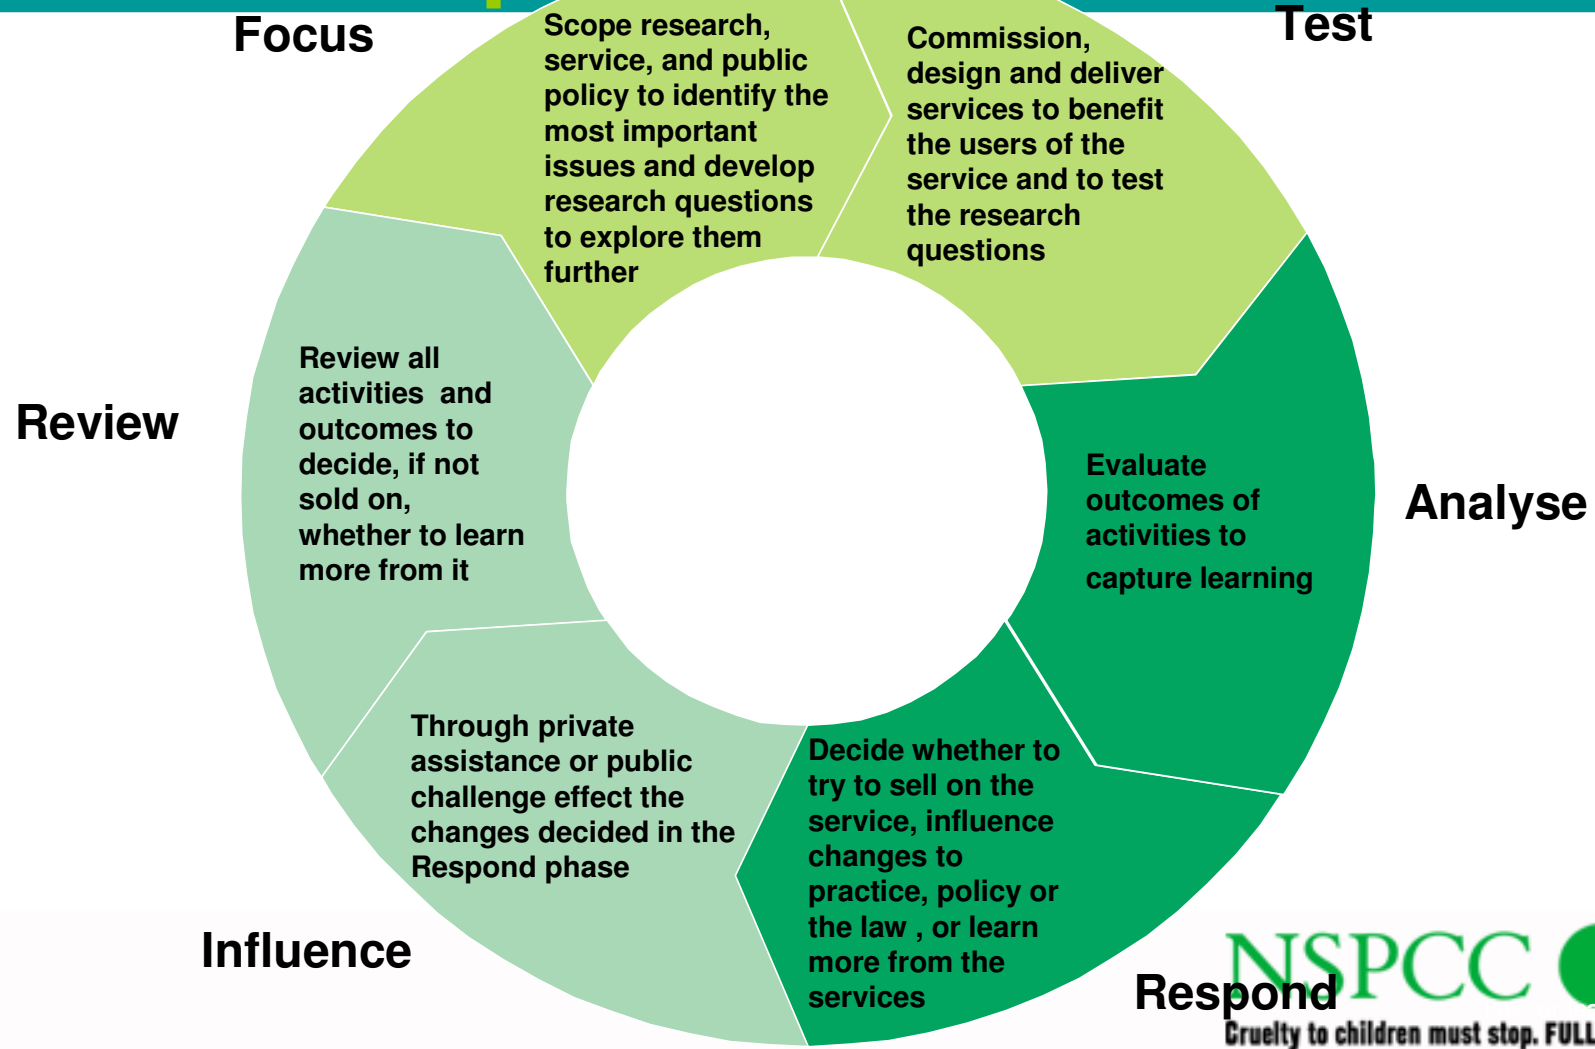 Focus
Scope research,
service, and public
policy to identify the
most important
issues and develop
research questions
to explore them
further
Test
Commission,
design and deliver
services to benefit
the users of the
service and to test
the research
questions
Analyse
Evaluate
outcomes of
activities to
capture learning
Respond
Decide whether to
try to sell on the
service, influence
changes to
practice, policy or
the law , or learn
more from the
services
Influence
Through private
assistance or public
challenge effect the
changes decided in the
Respond phase
Review
Review all
activities  and
outcomes to
decide, if not
sold on,
whether to learn
more from it
NSPCC
Cruelty to children must stop. FULL